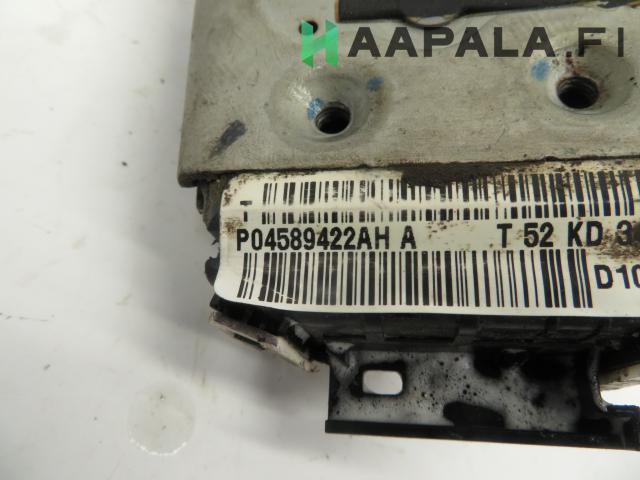 HAAPALA.FI
T
P04589422AH A T 52 KD
D10